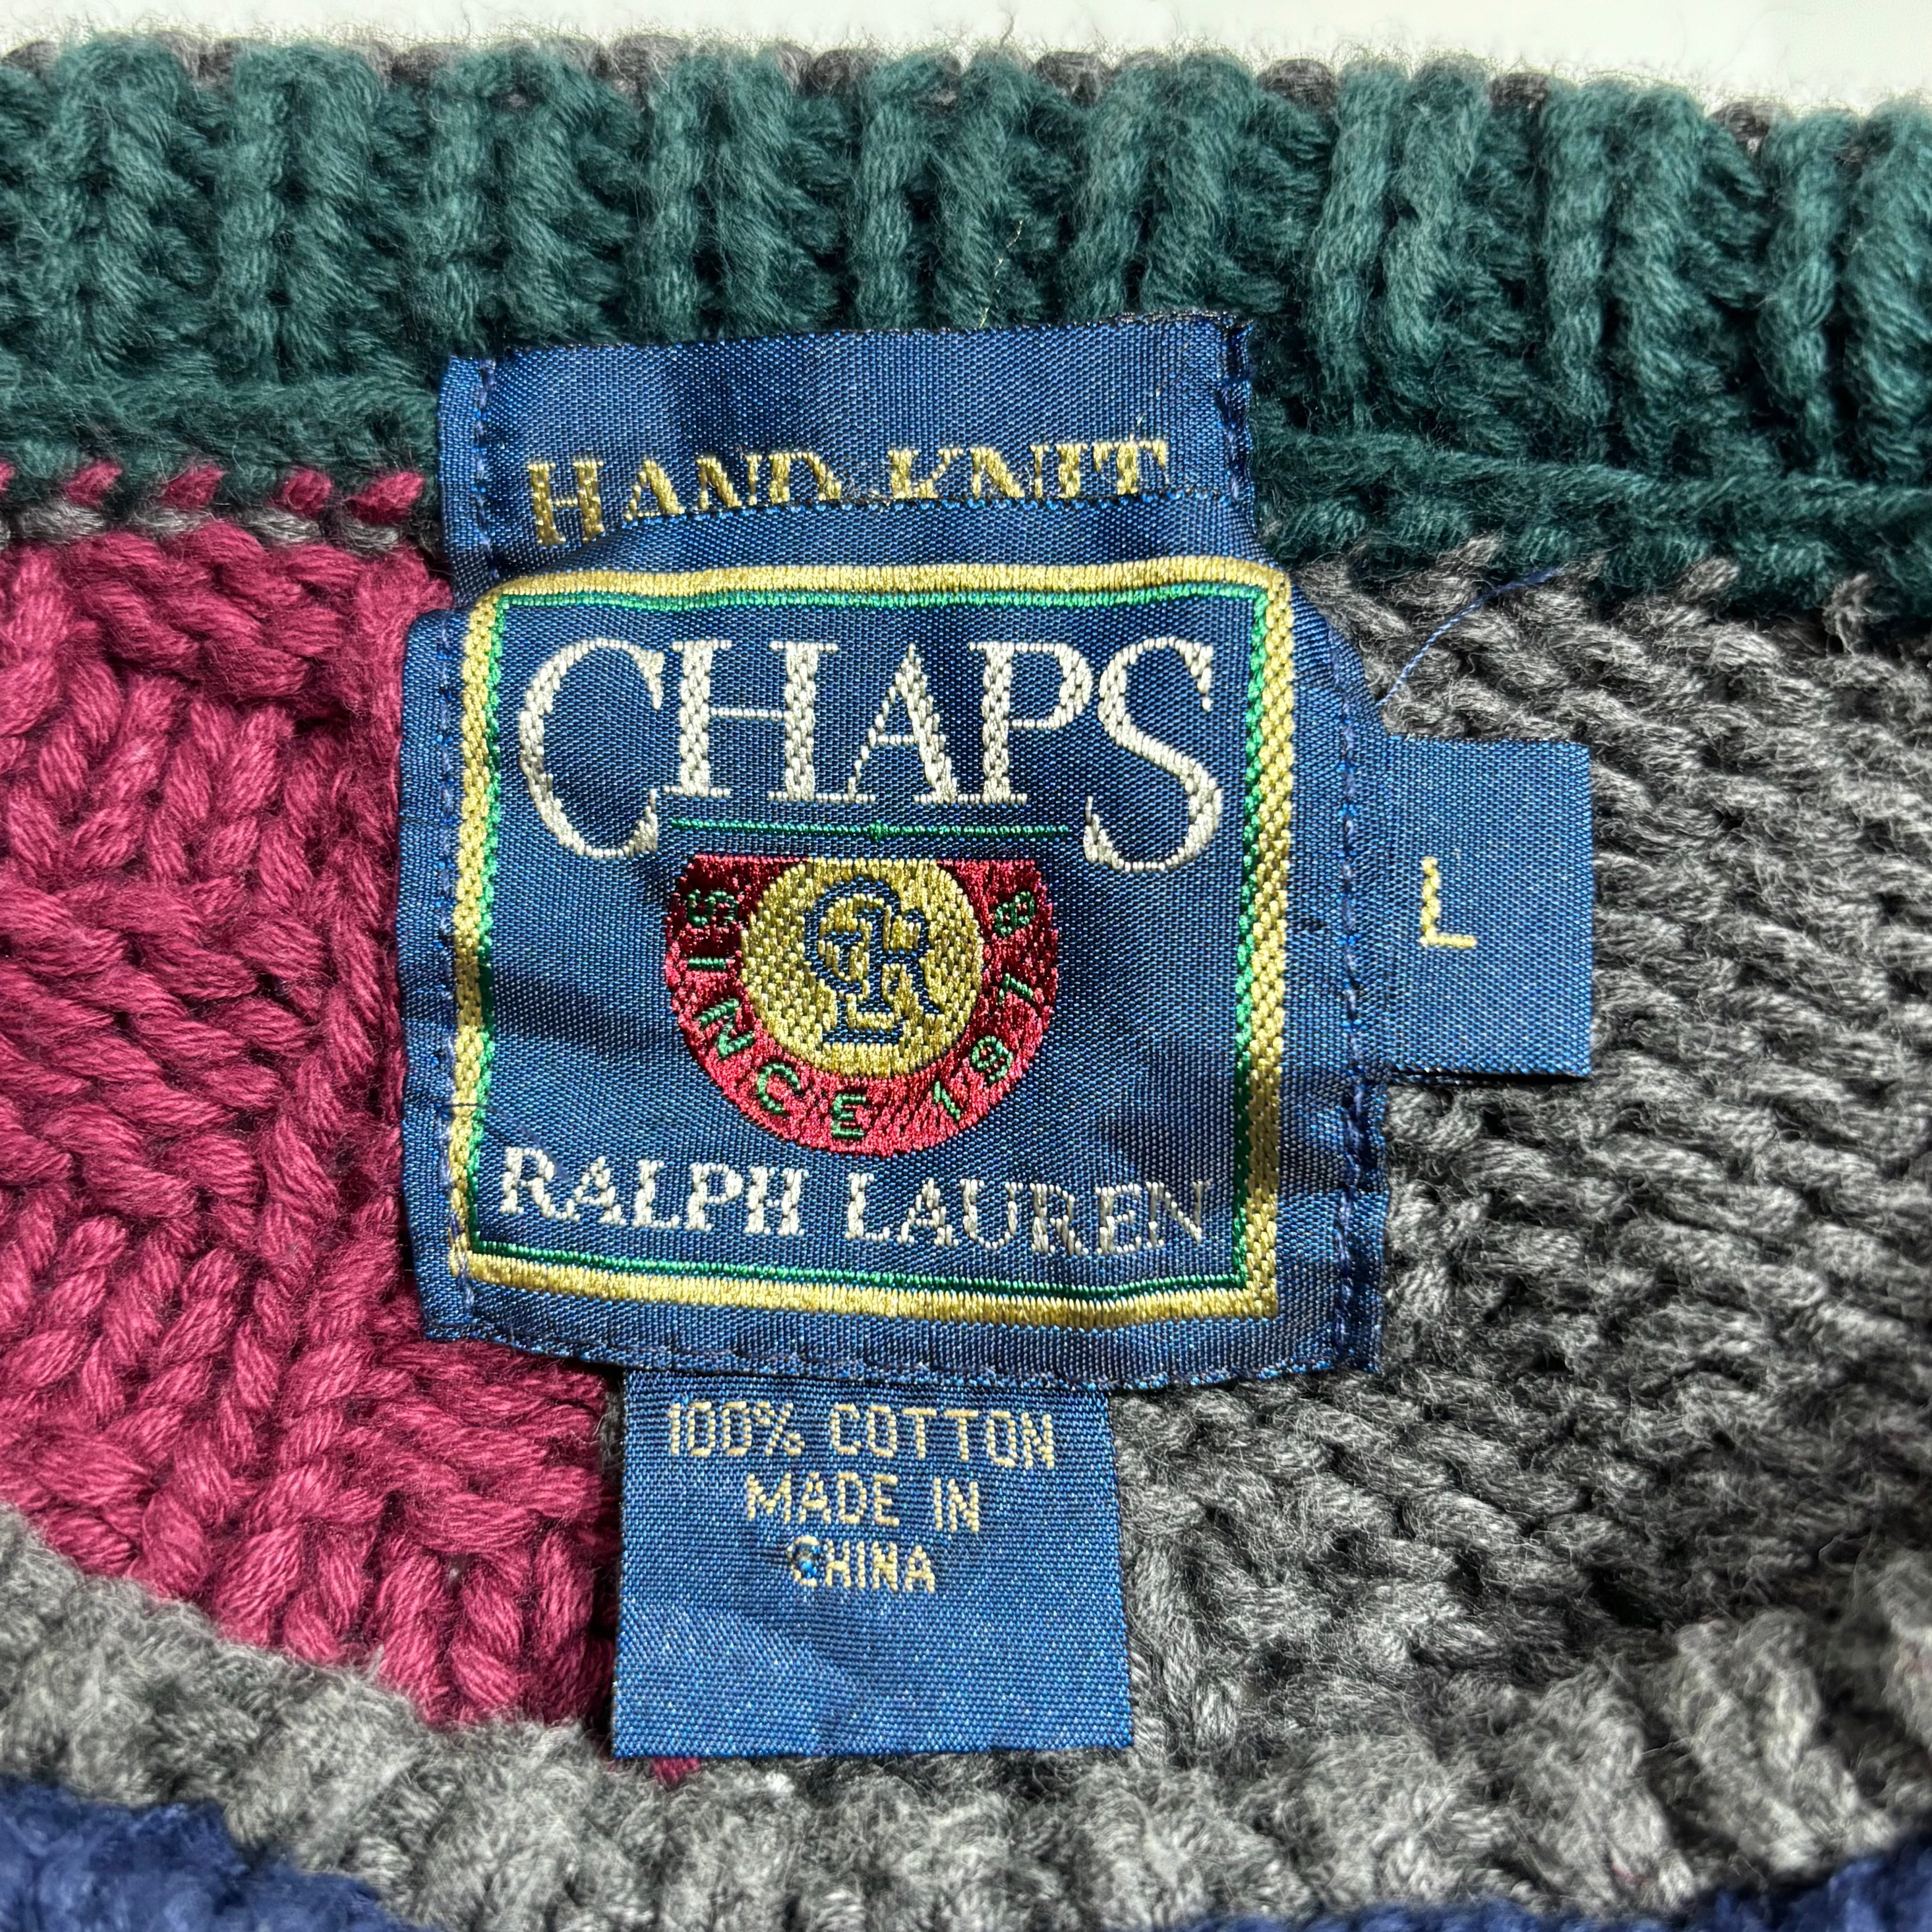 HAND KNIT
CHAPS
SINCE 1978
RALPH LAUREN
L
100% COTTON
MADE IN
CHINA